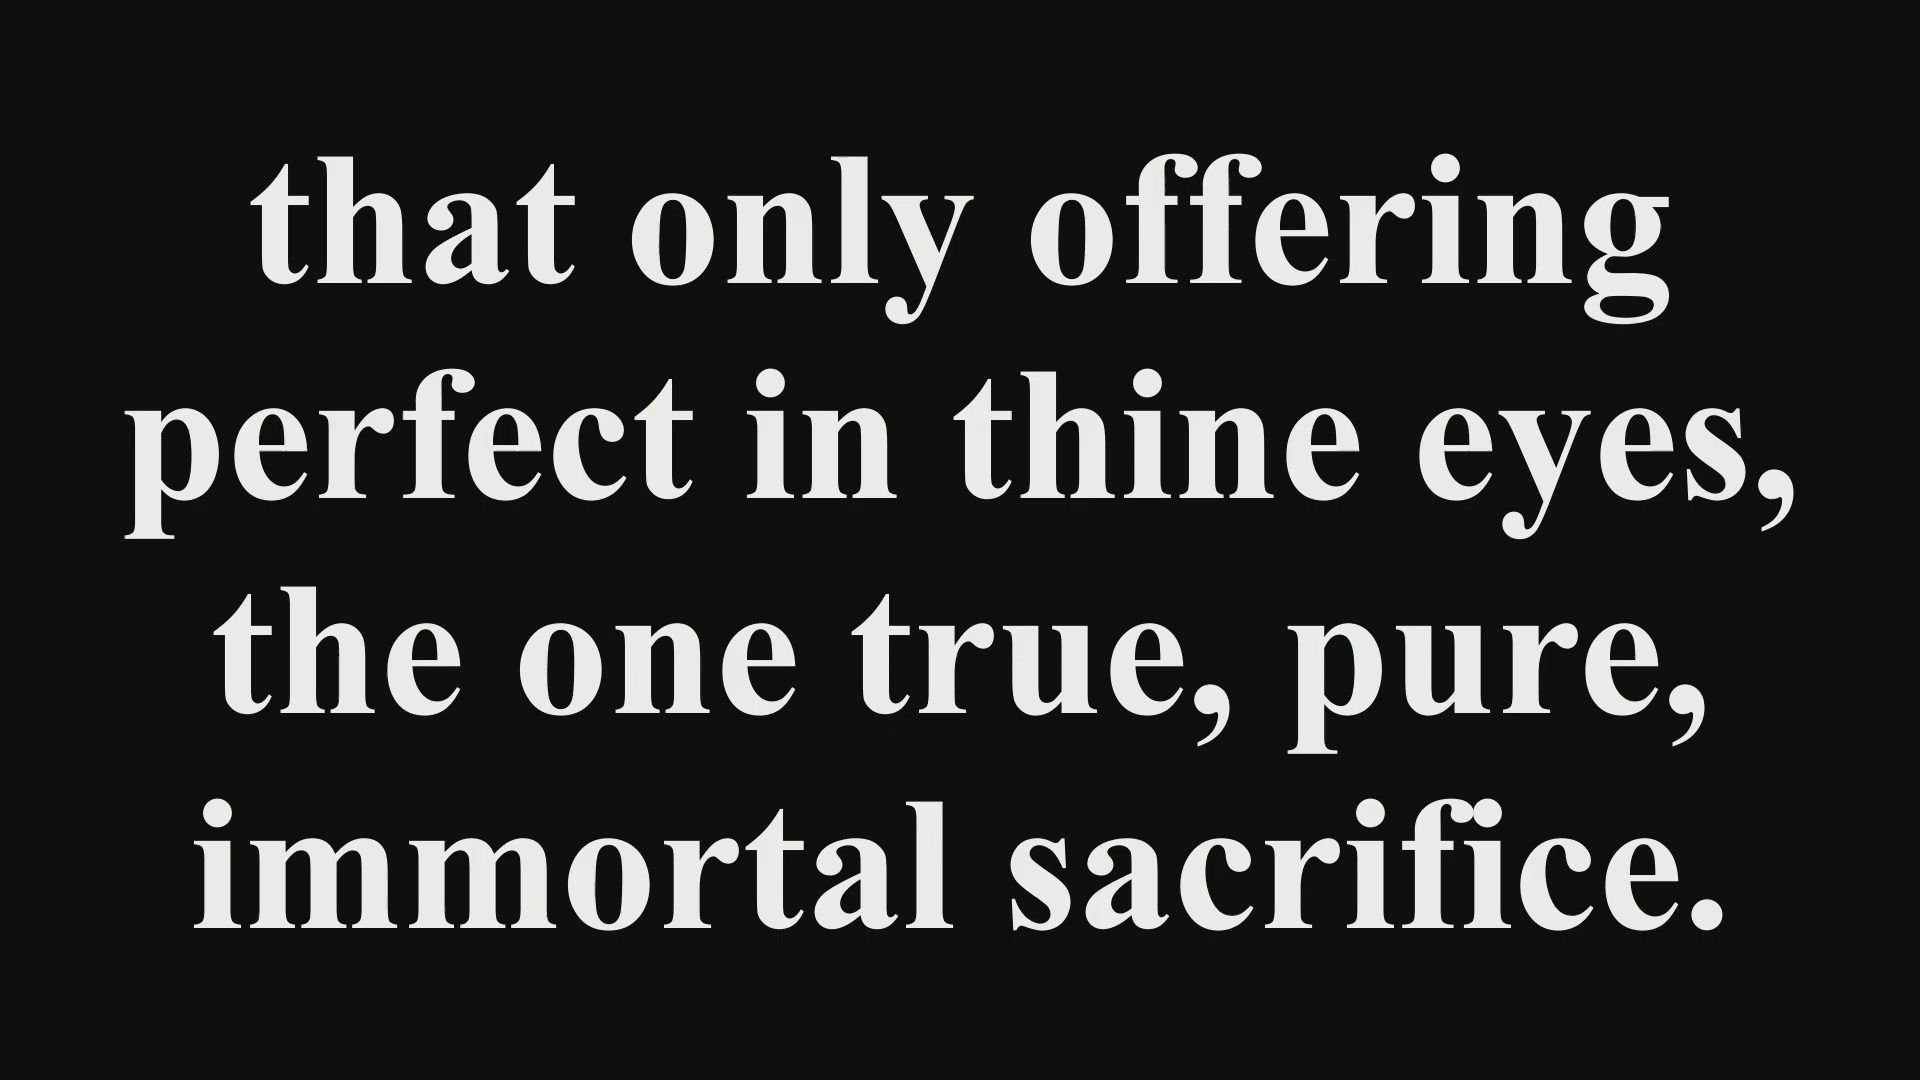 that only offering
perfect in thine eyes,
the one true, pure,
immortal sacrifice.